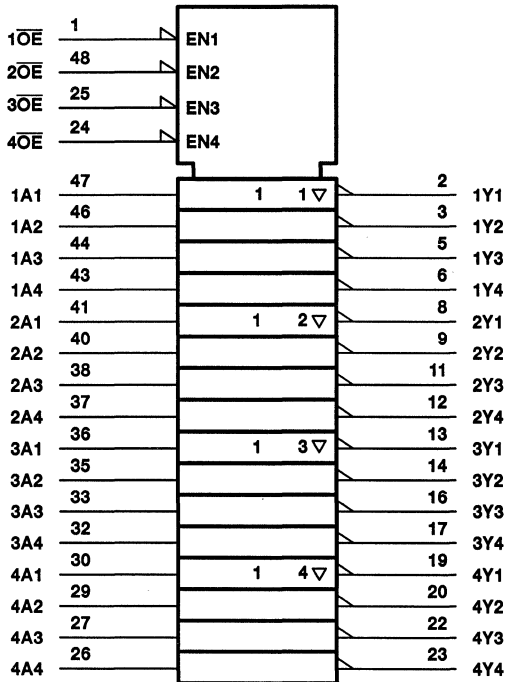 1OE 1 EN1
2OE 48 EN2
3OE 25 EN3
4OE 24 EN4
1A1 47 1 1 ▽ 2 1Y1
1A2 46 3 1Y2
1A3 44 5 1Y3
1A4 43 6 1Y4
2A1 41 1 2 ▽ 8 2Y1
2A2 40 9 2Y2
2A3 38 11 2Y3
2A4 37 12 2Y4
3A1 36 1 3 ▽ 13 3Y1
3A2 35 14 3Y2
3A3 33 16 3Y3
3A4 32 17 3Y4
4A1 30 1 4 ▽ 19 4Y1
4A2 29 20 4Y2
4A3 27 22 4Y3
4A4 26 23 4Y4